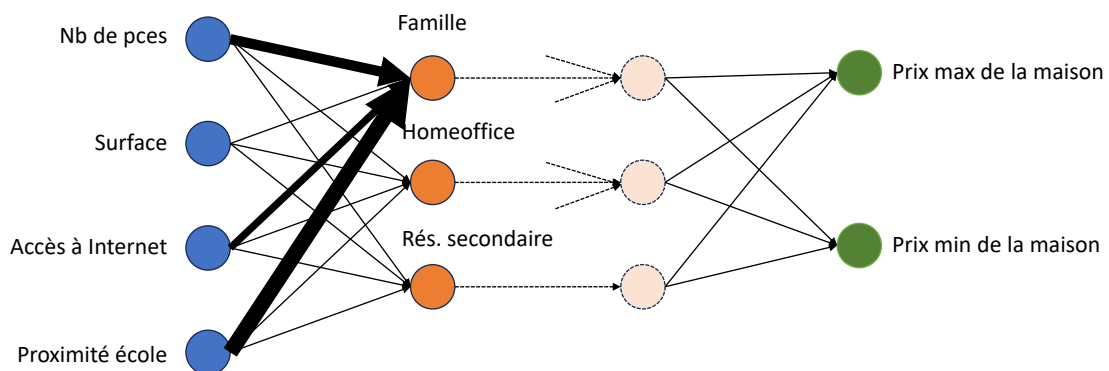 Nb de pces
Surface
Accès à Internet
Proximité école
Famille
Homeoffice
Rés. secondaire
Prix max de la maison
Prix min de la maison